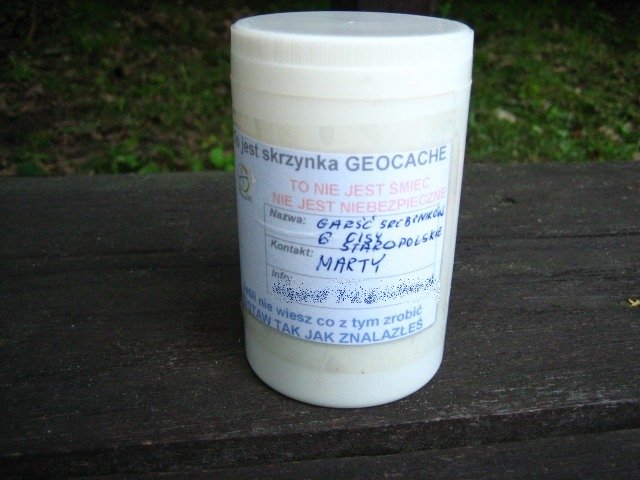 jest skrzynka GEOCACHE
TO NIE JEST ŚMIEĆ
NIE JEST NIEBEZPIECZNE
Nazwa: GARŚĆ SREBRNIKÓW
6 CISY
STAROPOLSKIE
Kontakt: MARTY
Info:
nie wiesz co z tym zrobić
TAK JAK ZNALAZŁEŚ